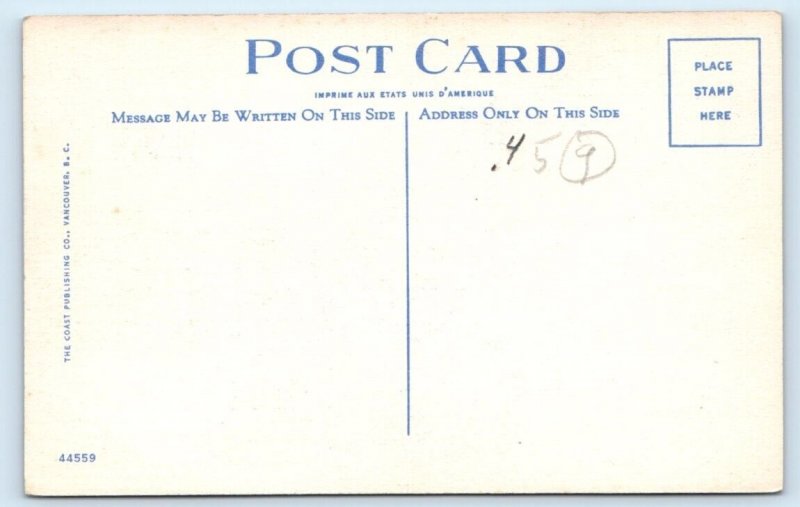 POST CARD
IMPRIME AUX ETATS UNIS D'AMERIQUE
MESSAGE MAY BE WRITTEN ON THIS SIDE
ADDRESS ONLY ON THIS SIDE
PLACE
STAMP
HERE
.45 9
THE COAST PUBLISHING CO., VANCOUVER, B. C.
44559